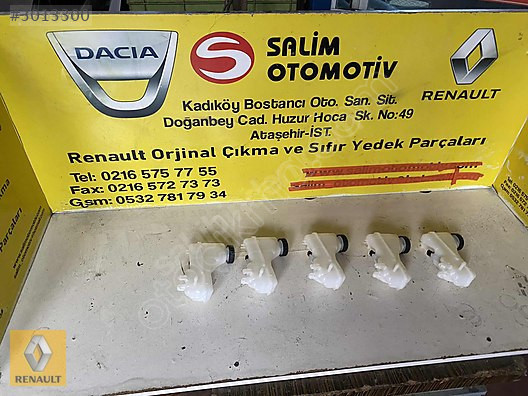 #3013300
DACIA
S
SALİM
OTOMOTİV
RENAULT
Kadıköy Bostancı Oto. San. Sit.
Doğanbey Cad. Huzur Hoca Sk. No:49
Ataşehir-İST.
Renault Orjinal Çıkma ve Sıfır Yedek Parçaları
Tel: 0216 575 77 55
Fax: 0216 572 73 73
Gsm: 0532 781 79 34
Parçaları
RENAULT